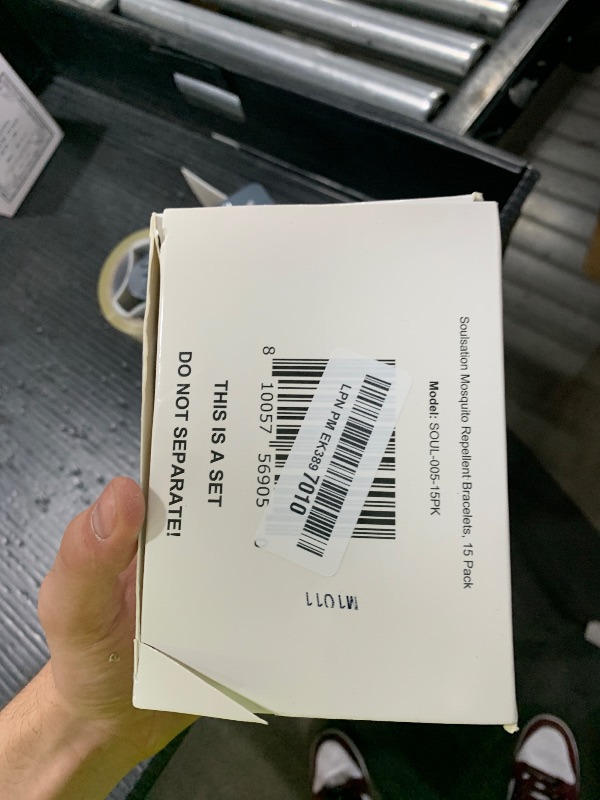 Soulsation Mosquito Repellent Bracelets, 15 Pack
Model: SOUL-005-15PK
8 10057 56905
LPN PM EK389 7010
THIS IS A SET
DO NOT SEPARATE!
M1011